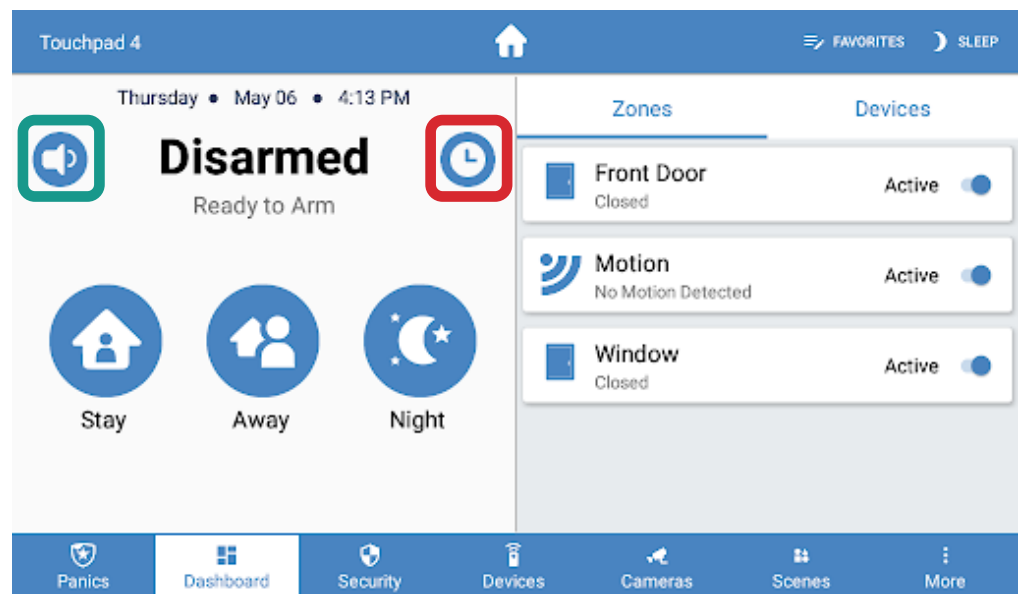 Touchpad 4
FAVORITES
SLEEP
Thursday • May 06 • 4:13 PM
Disarmed
Ready to Arm
Stay
Away
Night
Zones
Devices
Front Door
Closed
Active
Motion
No Motion Detected
Active
Window
Closed
Active
Panics
Dashboard
Security
Devices
Cameras
Scenes
More